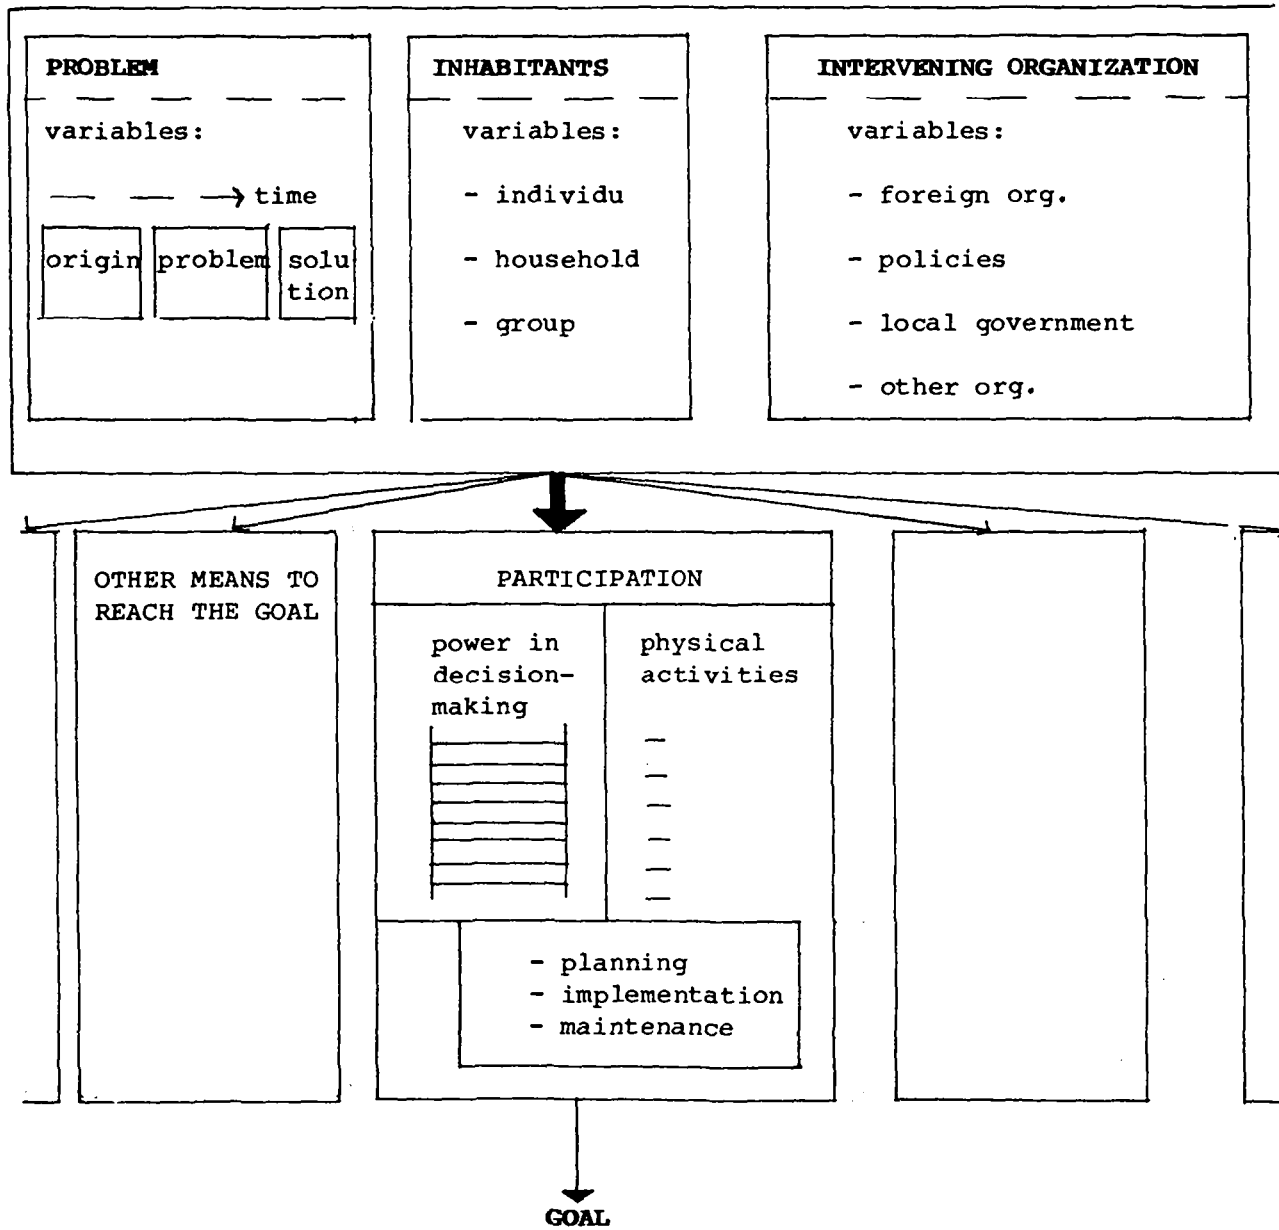 PROBLEM
variables:
time
origin
problem
solu
tion
INHABITANTS
variables:
- individu
- household
- group
INTERVENING ORGANIZATION
variables:
- foreign org.
- policies
- local government
- other org.
OTHER MEANS TO
REACH THE GOAL
PARTICIPATION
power in
decision-
making
physical
activities
- planning
- implementation
- maintenance
GOAL